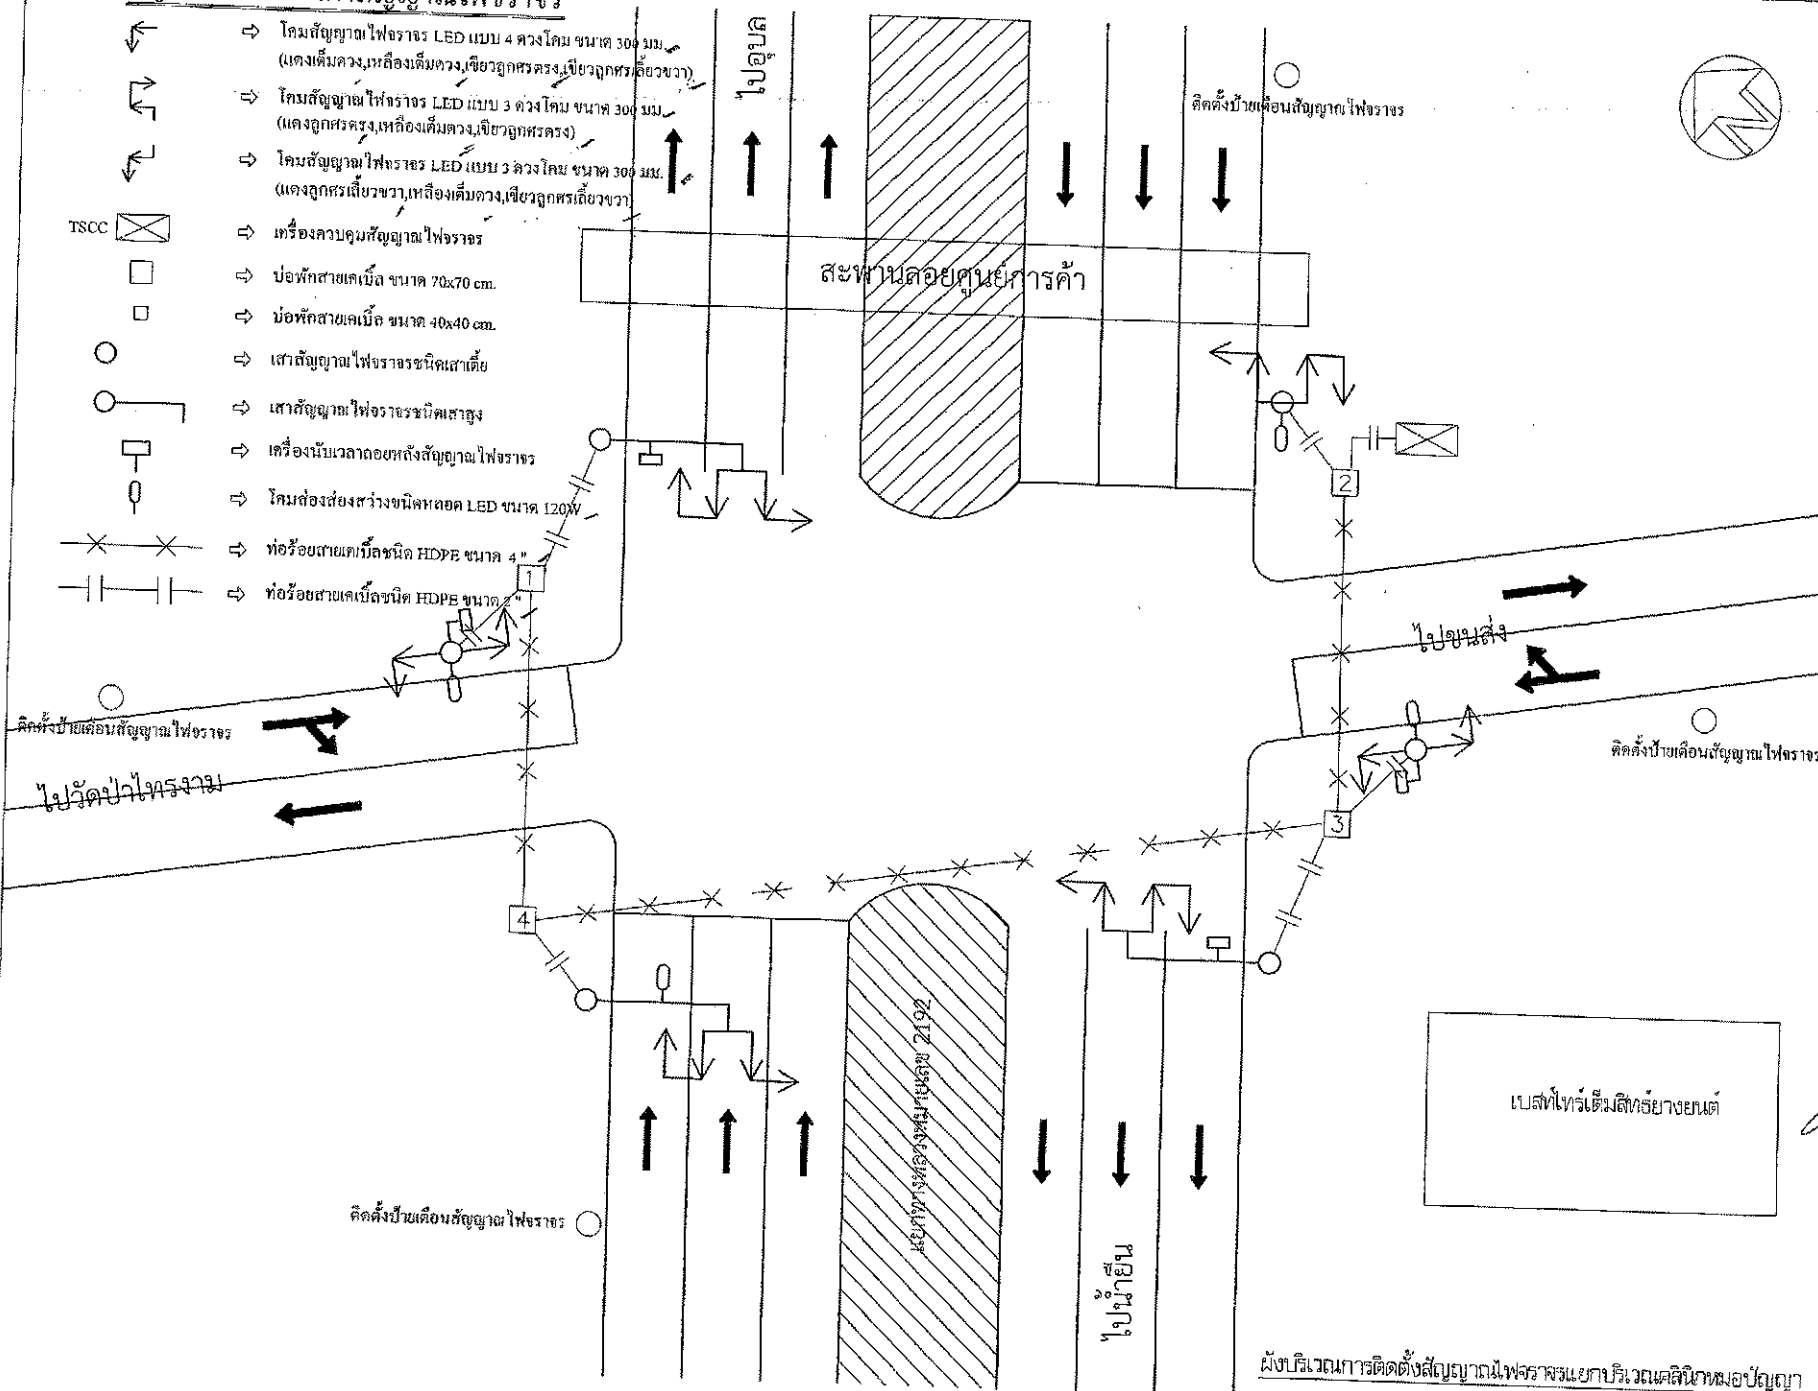 โคมสัญญาณไฟจราจร LED แบบ 4 ดวงโคม ขนาด 300 มม.
(แดงเต็มดวง,เหลืองเต็มดวง,เขียวลูกศรตรง,เขียวลูกศรเลี้ยวขวา)
โคมสัญญาณไฟจราจร LED แบบ 3 ดวงโคม ขนาด 300 มม.
(แดงลูกศรตรง,เหลืองเต็มดวง,เขียวลูกศรตรง)
โคมสัญญาณไฟจราจร LED แบบ 3 ดวงโคม ขนาด 300 มม.
(แดงลูกศรเลี้ยวขวา,เหลืองเต็มดวง,เขียวลูกศรเลี้ยวขวา)
TSCC เครื่องควบคุมสัญญาณไฟจราจร
บ่อพักสายเคเบิ้ล ขนาด 70x70 cm.
บ่อพักสายเคเบิ้ล ขนาด 40x40 cm.
เสาสัญญาณไฟจราจรชนิดเสาเตี้ย
เสาสัญญาณไฟจราจรชนิดเสาสูง
เครื่องนับเวลาถอยหลังสัญญาณไฟจราจร
โคมส่องสว่างชนิดหลอด LED ขนาด 120W
ท่อร้อยสายเคเบิ้ลชนิด HDPE ขนาด 4"
ท่อร้อยสายเคเบิ้ลชนิด HDPE ขนาด 2"
ไปอุบล
ติดตั้งป้ายเตือนสัญญาณไฟจราจร
สะพานลอยศูนย์การค้า
2
1
ไปขนส่ง
ติดตั้งป้ายเตือนสัญญาณไฟจราจร
ติดตั้งป้ายเตือนสัญญาณไฟจราจร
ไปวัดป่าไทรงาม
3
4
แยกทางหลวงหมายเลข 2192
เบสท์ไทร์เต็มสิทธ์ยางยนต์
ติดตั้งป้ายเตือนสัญญาณไฟจราจร
ไปน้ำยืน
ผังบริเวณการติดตั้งสัญญาณไฟจราจรแยกบริเวณคลินิกหมอปัญญา